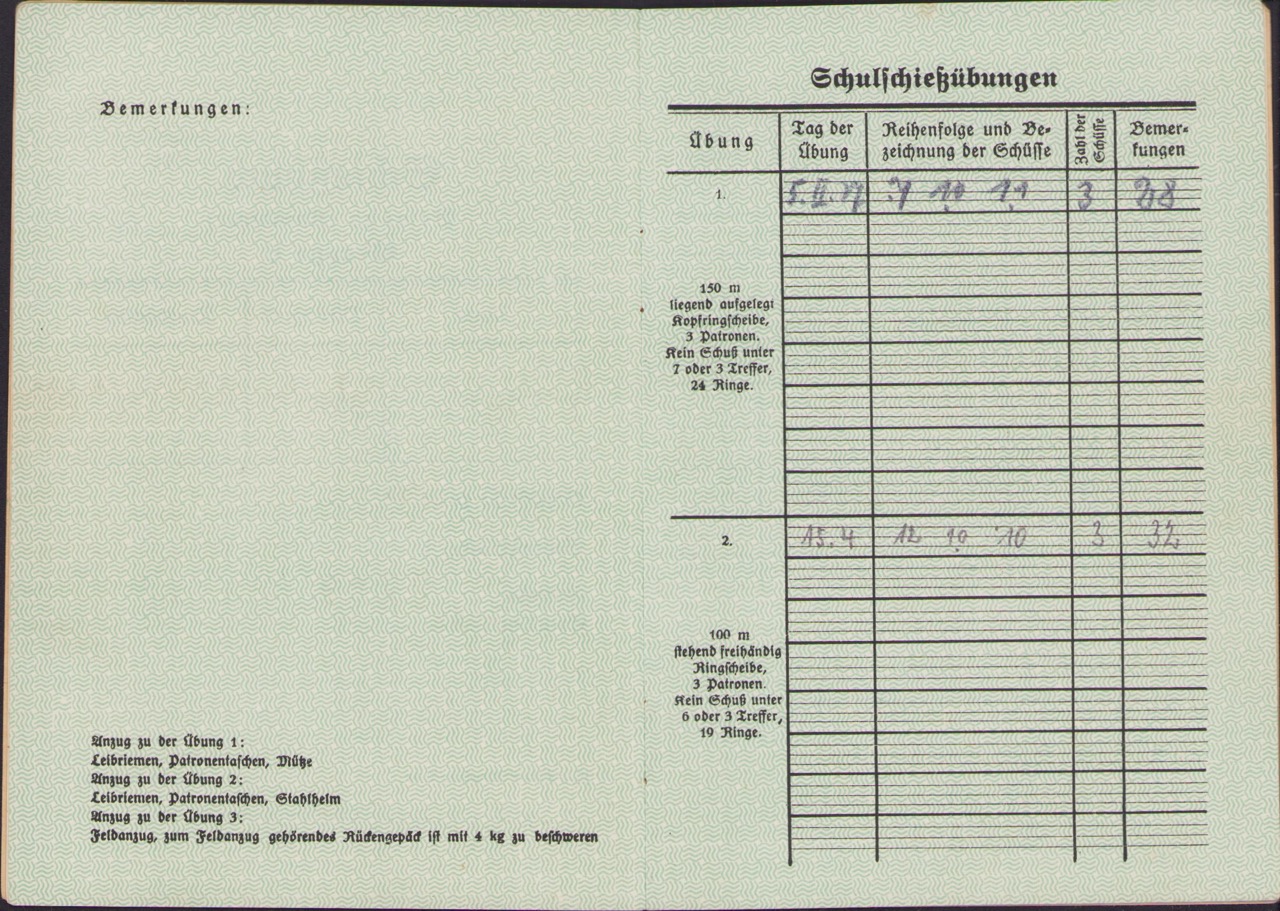 Bemerkungen:
Anzug zu der Übung 1:
Leibriemen, Patronentaschen, Mütze
Anzug zu der Übung 2:
Leibriemen, Patronentaschen, Stahlhelm
Anzug zu der Übung 3:
Feldanzug, zum Feldanzug gehörendes Rückengepäck ist mit 4 kg zu beschweren
Schulschießübungen
Übung
Tag der
Übung
Reihenfolge und Be-
zeichnung der Schüsse
Zahl der
Schüsse
Bemer-
kungen
1. 10 11 3 28
150 m
liegend aufgelegt
Kopfringscheibe,
3 Patronen.
Kein Schuß unter
7 oder 3 Treffer,
24 Ringe.
2. 15.4 12 10 10 3 32
100 m
stehend freihändig
Ringscheibe,
3 Patronen.
Kein Schuß unter
6 oder 3 Treffer,
19 Ringe.